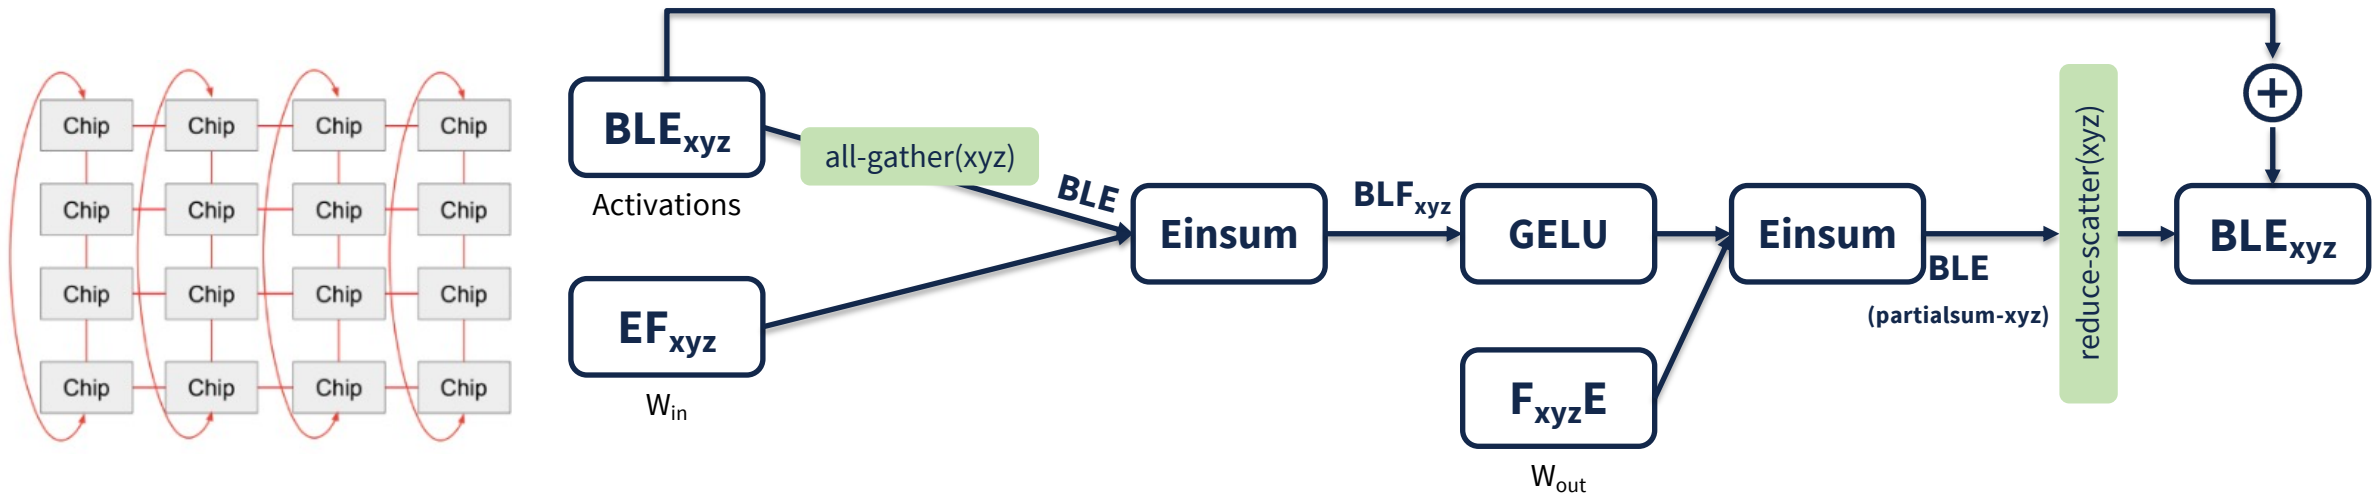 Chip Chip Chip Chip
Chip Chip Chip Chip
Chip Chip Chip Chip
Chip Chip Chip Chip
BLExyz
Activations
all-gather(xyz)
BLE
EFxyz
Win
Einsum
BLFxyz
GELU
FxyzE
Wout
Einsum
BLE
(partialsum-xyz)
reduce-scatter(xyz)
+
BLExyz